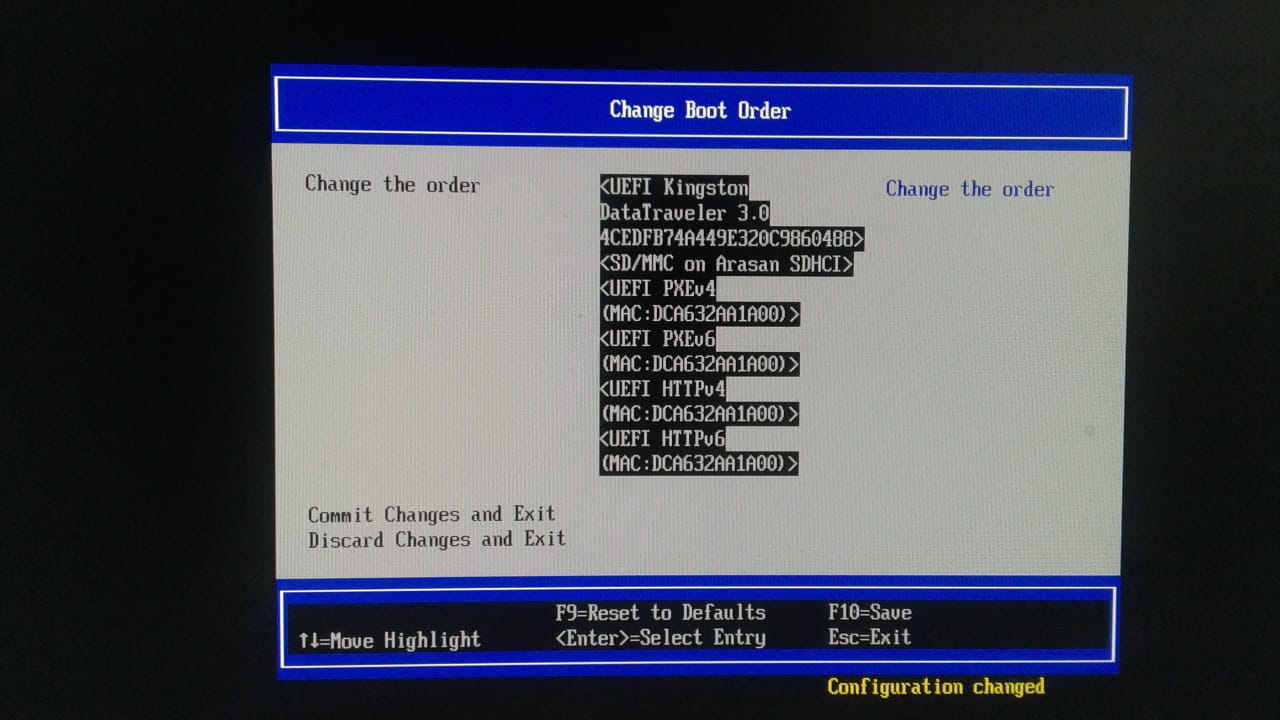 Change Boot Order
Change the order
<UEFI Kingston
DataTraveler 3.0
4CEDFB74A449E320C9860488>
<SD/MMC on Arasan SDHCI>
<UEFI PXEv4
(MAC:DCA632AA1A00)>
<UEFI PXEv6
(MAC:DCA632AA1A00)>
<UEFI HTTPv4
(MAC:DCA632AA1A00)>
<UEFI HTTPv6
(MAC:DCA632AA1A00)>
Change the order
Commit Changes and Exit
Discard Changes and Exit
F9=Reset to Defaults F10=Save
↑↓=Move Highlight <Enter>=Select Entry Esc=Exit
Configuration changed